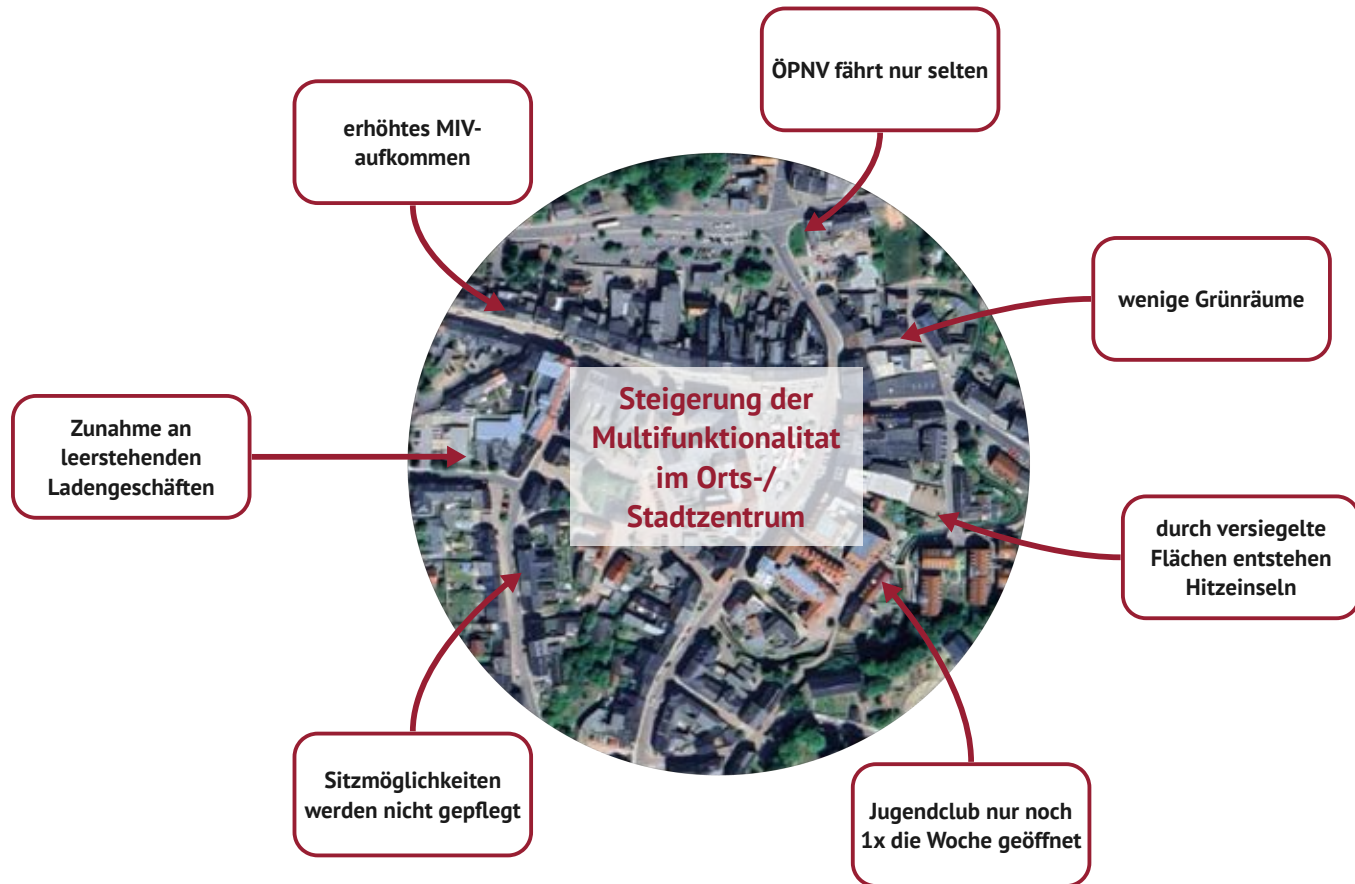 ÖPNV fährt nur selten
erhöhtes MIV-
aufkommen
wenige Grünräume
Steigerung der
Multifunktionalitat
im Orts-/
Stadtzentrum
Zunahme an
leerstehenden
Ladengeschäften
durch versiegelte
Flächen entstehen
Hitzeinseln
Sitzmöglichkeiten
werden nicht gepflegt
Jugendclub nur noch
1x die Woche geöffnet